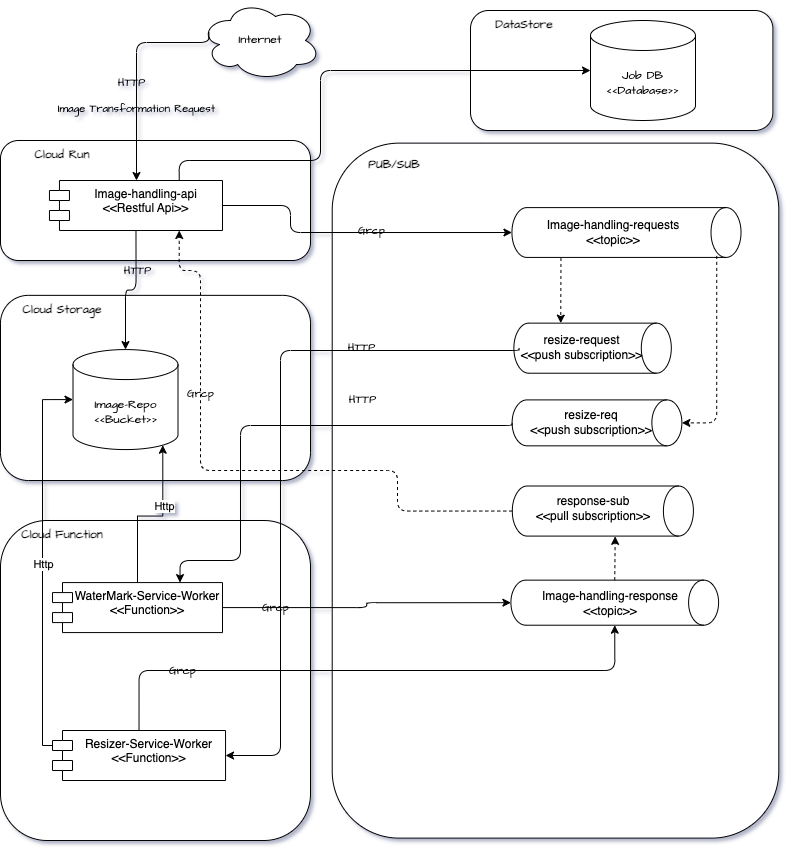 Internet
DataStore
Job DB
<<Database>>
HTTP
Image Transformation Request
Cloud Run
Image-handling-api
<<Restful Api>>
PUB/SUB
Image-handling-requests
<<topic>>
Grcp
HTTP
Cloud Storage
resize-request
<<push subscription>>
HTTP
Image-Repo
<<Bucket>>
Grcp
HTTP
resize-req
<<push subscription>>
response-sub
<<pull subscription>>
Http
Cloud Function
Http
WaterMark-Service-Worker
<<Function>>
Grcp
Image-handling-response
<<topic>>
Grcp
Resizer-Service-Worker
<<Function>>